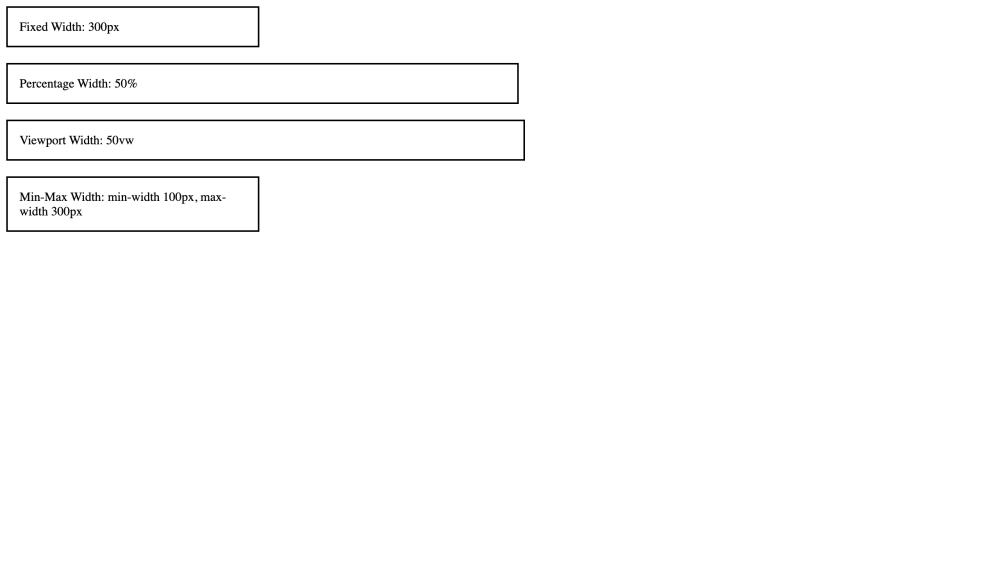 Fixed Width: 300px
Percentage Width: 50%
Viewport Width: 50vw
Min-Max Width: min-width 100px, max-
width 300px